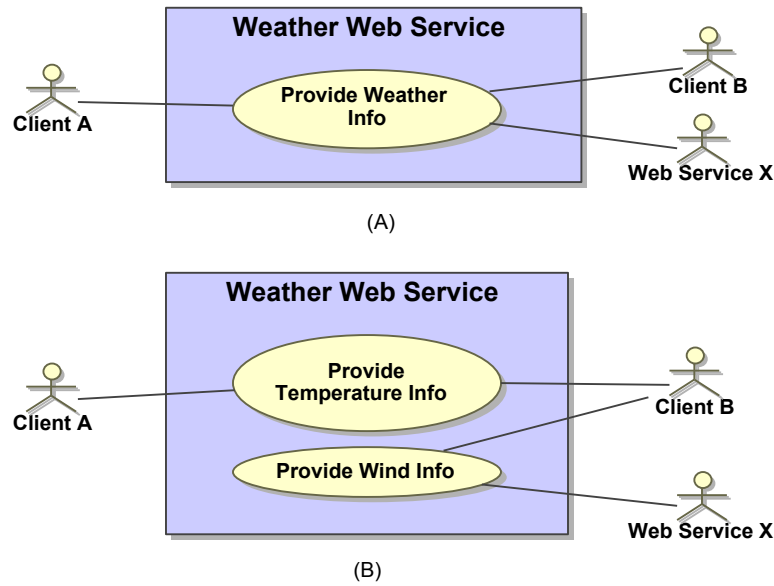 Weather Web Service
Provide Weather
Info
Client A
Client B
Web Service X
(A)
Weather Web Service
Provide
Temperature Info
Client A
Client B
Provide Wind Info
Web Service X
(B)